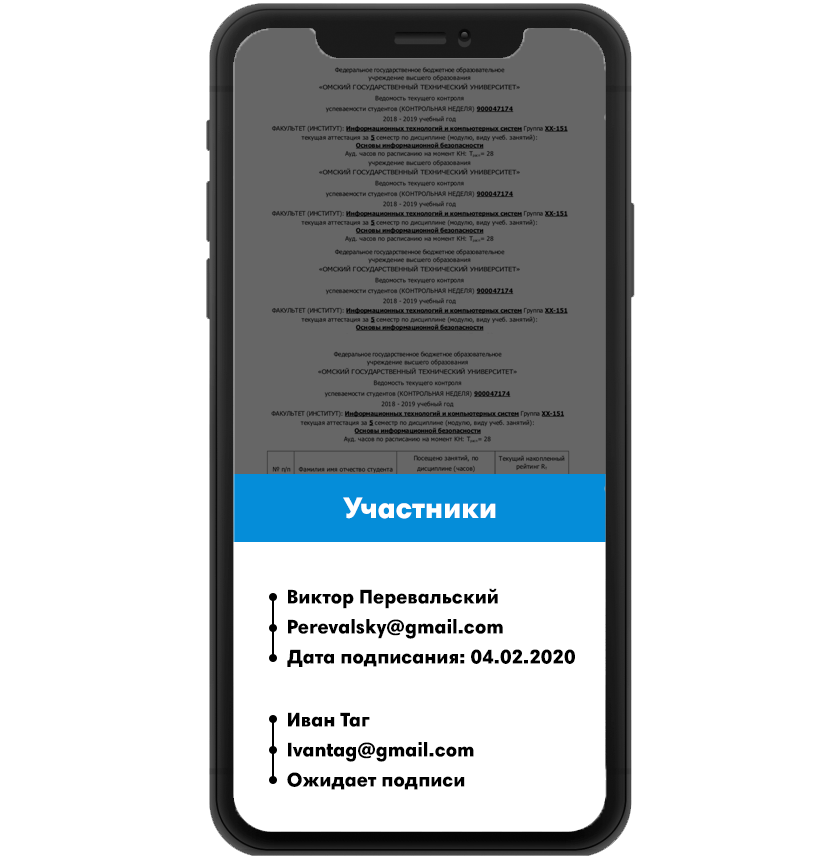 Федеральное государственное бюджетное образовательное
учреждение высшего образования
«ОМСКИЙ ГОСУДАРСТВЕННЫЙ ТЕХНИЧЕСКИЙ УНИВЕРСИТЕТ»
Ведомость текущего контроля
успеваемости студентов (КОНТРОЛЬНАЯ НЕДЕЛЯ) 900047174
2018 - 2019 учебный год
ФАКУЛЬТЕТ (ИНСТИТУТ): Информационных технологий и компьютерных систем Группа ХХ-151
текущая аттестация за 5 семестр по дисциплине (модулю, виду учеб. занятий):
Основы информационной безопасности
Ауд. часов по расписанию на момент КН: Tрасп= 28
учреждение высшего образования
«ОМСКИЙ ГОСУДАРСТВЕННЫЙ ТЕХНИЧЕСКИЙ УНИВЕРСИТЕТ»
Ведомость текущего контроля
успеваемости студентов (КОНТРОЛЬНАЯ НЕДЕЛЯ) 900047174
2018 - 2019 учебный год
ФАКУЛЬТЕТ (ИНСТИТУТ): Информационных технологий и компьютерных систем Группа ХХ-151
текущая аттестация за 5 семестр по дисциплине (модулю, виду учеб. занятий):
Основы информационной безопасности
Ауд. часов по расписанию на момент КН: Tрасп= 28
Федеральное государственное бюджетное образовательное
учреждение высшего образования
«ОМСКИЙ ГОСУДАРСТВЕННЫЙ ТЕХНИЧЕСКИЙ УНИВЕРСИТЕТ»
Ведомость текущего контроля
успеваемости студентов (КОНТРОЛЬНАЯ НЕДЕЛЯ) 900047174
2018 - 2019 учебный год
ФАКУЛЬТЕТ (ИНСТИТУТ): Информационных технологий и компьютерных систем Группа ХХ-151
текущая аттестация за 5 семестр по дисциплине (модулю, виду учеб. занятий):
Основы информационной безопасности
Федеральное государственное бюджетное образовательное
учреждение высшего образования
«ОМСКИЙ ГОСУДАРСТВЕННЫЙ ТЕХНИЧЕСКИЙ УНИВЕРСИТЕТ»
Ведомость текущего контроля
успеваемости студентов (КОНТРОЛЬНАЯ НЕДЕЛЯ) 900047174
2018 - 2019 учебный год
ФАКУЛЬТЕТ (ИНСТИТУТ): Информационных технологий и компьютерных систем Группа ХХ-151
текущая аттестация за 5 семестр по дисциплине (модулю, виду учеб. занятий):
Основы информационной безопасности
Ауд. часов по расписанию на момент КН: Tрасп= 28
№ п/п
Фамилия имя отчество студента
Посещено занятий, по
дисциплине (часов)
Текущий накопленный
рейтинг Rт
Участники
Виктор Перевальский
Perevalsky@gmail.com
Дата подписания: 04.02.2020
Иван Таг
Ivantag@gmail.com
Ожидает подписи